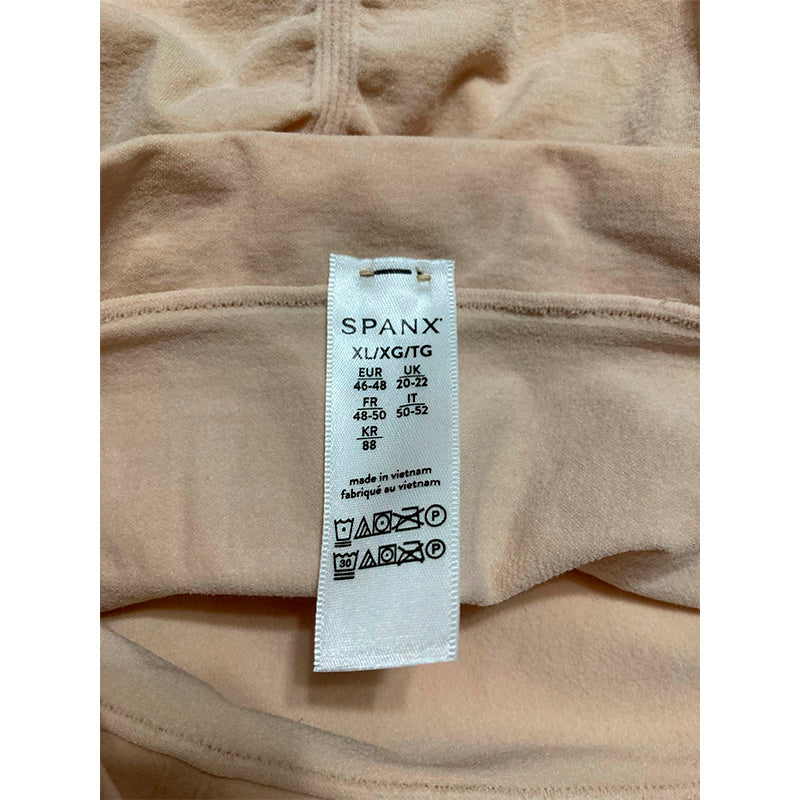 SPANX®
XL/XG/TG
EUR UK
46-48 20-22
FR IT
48-50 50-52
KR
88
made in vietnam
fabriqué au vietnam
P
30 P